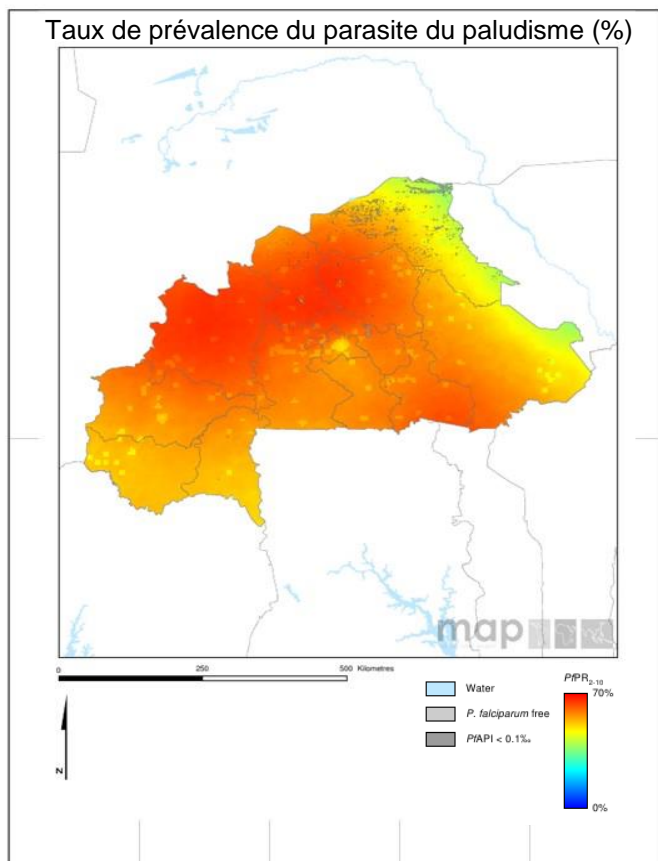 Taux de prévalence du parasite du paludisme (%)
map
0 250 500 Kilometres
N
Water
P. falciparum free
PfAPI < 0.1‰
PfPR2-10
70%
0%